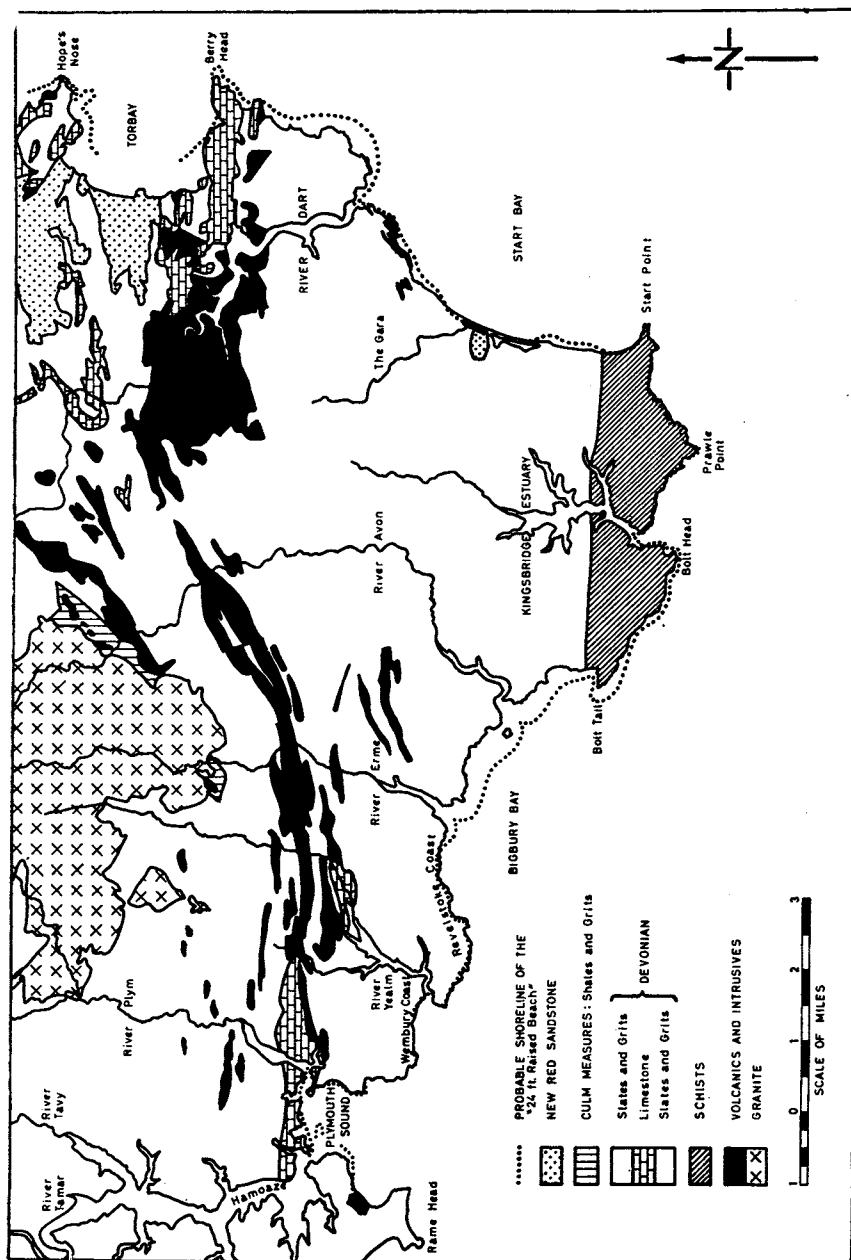 Hope's
Nose
TORBAY
Berry
Head
RIVER DART
START BAY
The Gara
Start Point
Prawle
Point
KINGSBRIDGE ESTUARY
Bolt Head
River Avon
Bolt Tail
River Erme
BIGBURY BAY
Revelstoke Coast
River
Yealm
Wembury Coast
River Plym
PLYMOUTH
SOUND
River
Tavy
River
Tamar
Hamoaze
Rame Head
N
PROBABLE SHORELINE OF THE
"24 ft. Raised Beach"
NEW RED SANDSTONE
CULM MEASURES: Shales and Grits
Slates and Grits
Limestone
Slates and Grits
DEVONIAN
SCHISTS
VOLCANICS AND INTRUSIVES
GRANITE
1 0 1 2 3
SCALE OF MILES